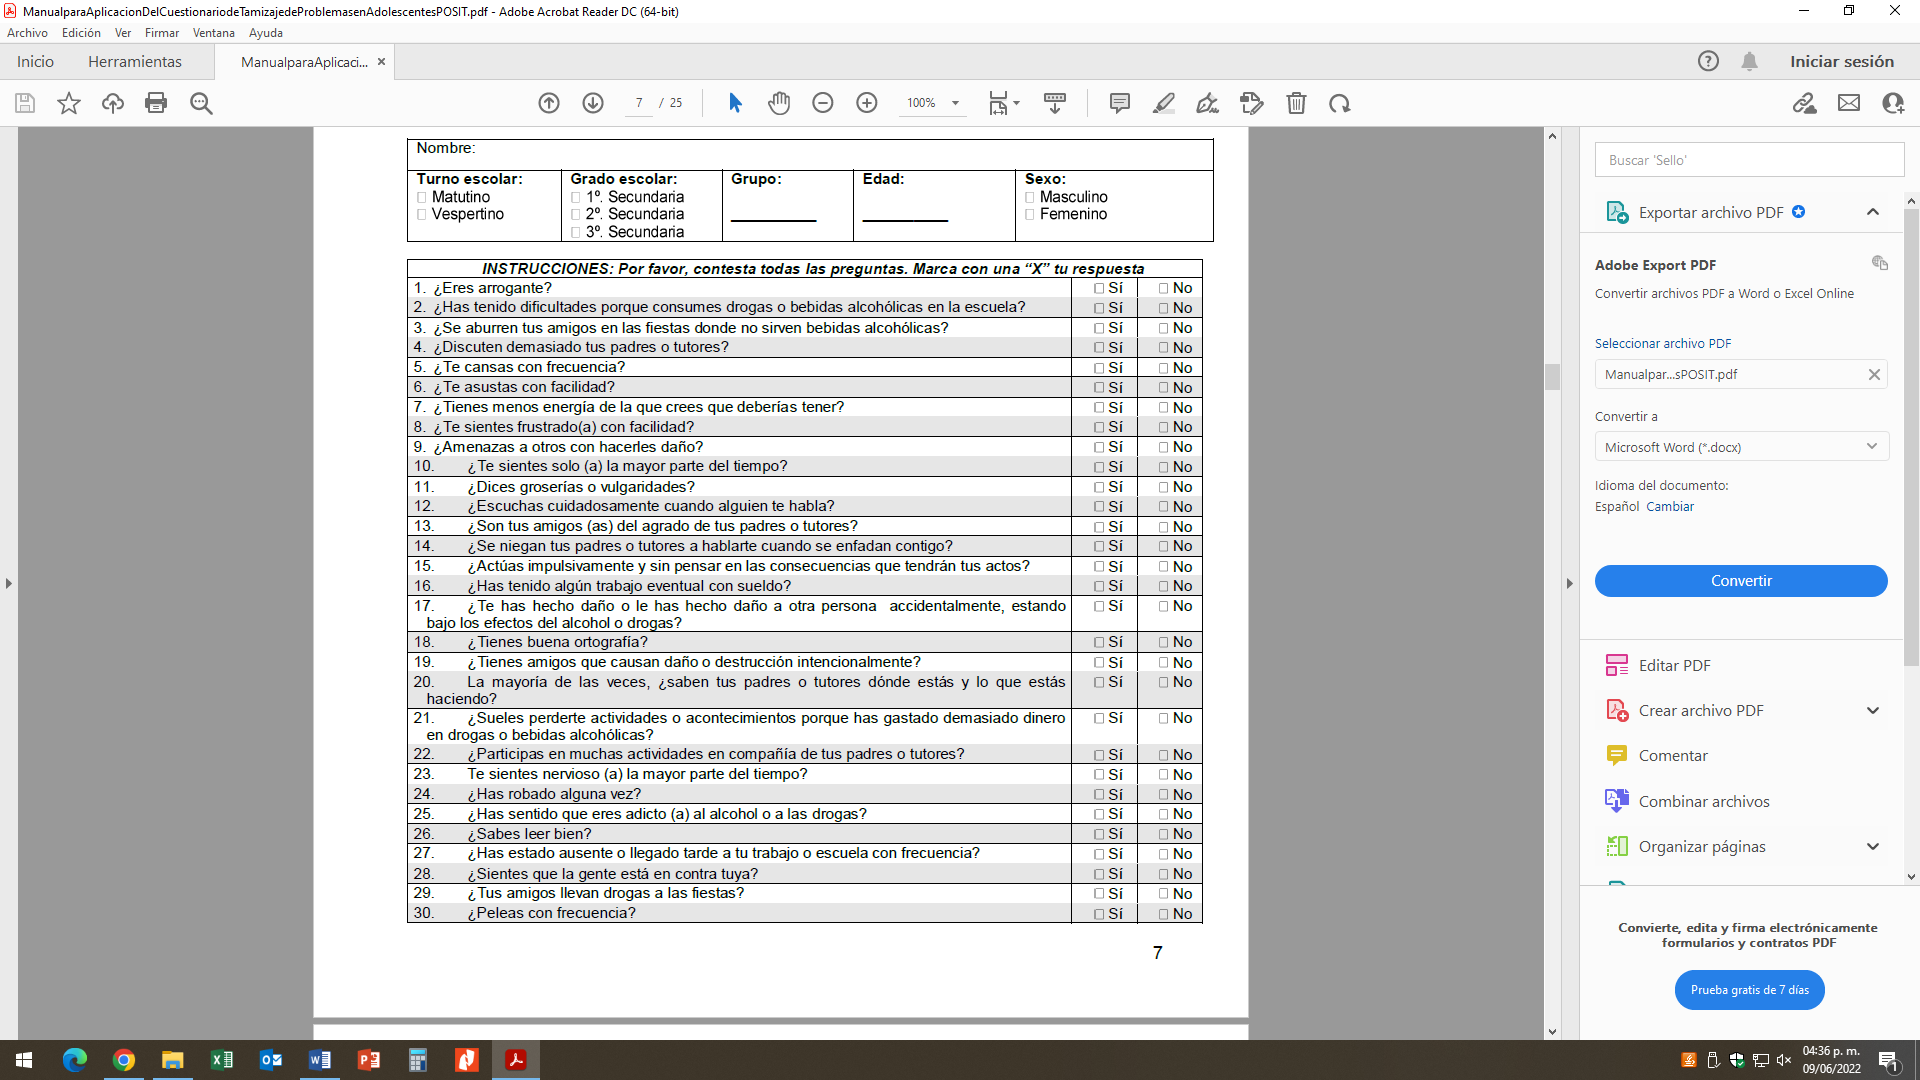 ManualparaAplicacionDelCuestionariodeTamizajedeProblemasenAdolescentesPOSIT.pdf - Adobe Acrobat Reader DC (64-bit)
Archivo Edición Ver Firmar Ventana Ayuda
Inicio Herramientas ManualparaAplicaci... Iniciar sesión
7 / 25 100%
Nombre:
Turno escolar: Grado escolar: Grupo: Edad: Sexo:
Matutino 1º. Secundaria Masculino
Vespertino 2º. Secundaria Femenino
3º. Secundaria
INSTRUCCIONES: Por favor, contesta todas las preguntas. Marca con una “X” tu respuesta
1. ¿Eres arrogante? Sí No
2. ¿Has tenido dificultades porque consumes drogas o bebidas alcohólicas en la escuela? Sí No
3. ¿Se aburren tus amigos en las fiestas donde no sirven bebidas alcohólicas? Sí No
4. ¿Discuten demasiado tus padres o tutores? Sí No
5. ¿Te cansas con frecuencia? Sí No
6. ¿Te asustas con facilidad? Sí No
7. ¿Tienes menos energía de la que crees que deberías tener? Sí No
8. ¿Te sientes frustrado(a) con facilidad? Sí No
9. ¿Amenazas a otros con hacerles daño? Sí No
10. ¿Te sientes solo (a) la mayor parte del tiempo? Sí No
11. ¿Dices groserías o vulgaridades? Sí No
12. ¿Escuchas cuidadosamente cuando alguien te habla? Sí No
13. ¿Son tus amigos (as) del agrado de tus padres o tutores? Sí No
14. ¿Se niegan tus padres o tutores a hablarte cuando se enfadan contigo? Sí No
15. ¿Actúas impulsivamente y sin pensar en las consecuencias que tendrán tus actos? Sí No
16. ¿Has tenido algún trabajo eventual con sueldo? Sí No
17. ¿Te has hecho daño o le has hecho daño a otra persona accidentalmente, estando Sí No
bajo los efectos del alcohol o drogas?
18. ¿Tienes buena ortografía? Sí No
19. ¿Tienes amigos que causan daño o destrucción intencionalmente? Sí No
20. La mayoría de las veces, ¿saben tus padres o tutores dónde estás y lo que estás Sí No
haciendo?
21. ¿Sueles perderte actividades o acontecimientos porque has gastado demasiado dinero Sí No
en drogas o bebidas alcohólicas?
22. ¿Participas en muchas actividades en compañía de tus padres o tutores? Sí No
23. Te sientes nervioso (a) la mayor parte del tiempo? Sí No
24. ¿Has robado alguna vez? Sí No
25. ¿Has sentido que eres adicto (a) al alcohol o a las drogas? Sí No
26. ¿Sabes leer bien? Sí No
27. ¿Has estado ausente o llegado tarde a tu trabajo o escuela con frecuencia? Sí No
28. ¿Sientes que la gente está en contra tuya? Sí No
29. ¿Tus amigos llevan drogas a las fiestas? Sí No
30. ¿Peleas con frecuencia? Sí No
7
Buscar 'Sello'
Exportar archivo PDF
Adobe Export PDF
Convertir archivos PDF a Word o Excel Online
Seleccionar archivo PDF
Manualpar...sPOSIT.pdf
Convertir a
Microsoft Word (*.docx)
Idioma del documento:
Español Cambiar
Convertir
Editar PDF
Crear archivo PDF
Comentar
Combinar archivos
Organizar páginas
Convierte, edita y firma electrónicamente
formularios y contratos PDF
Prueba gratis de 7 días
04:36 p. m.
09/06/2022
1